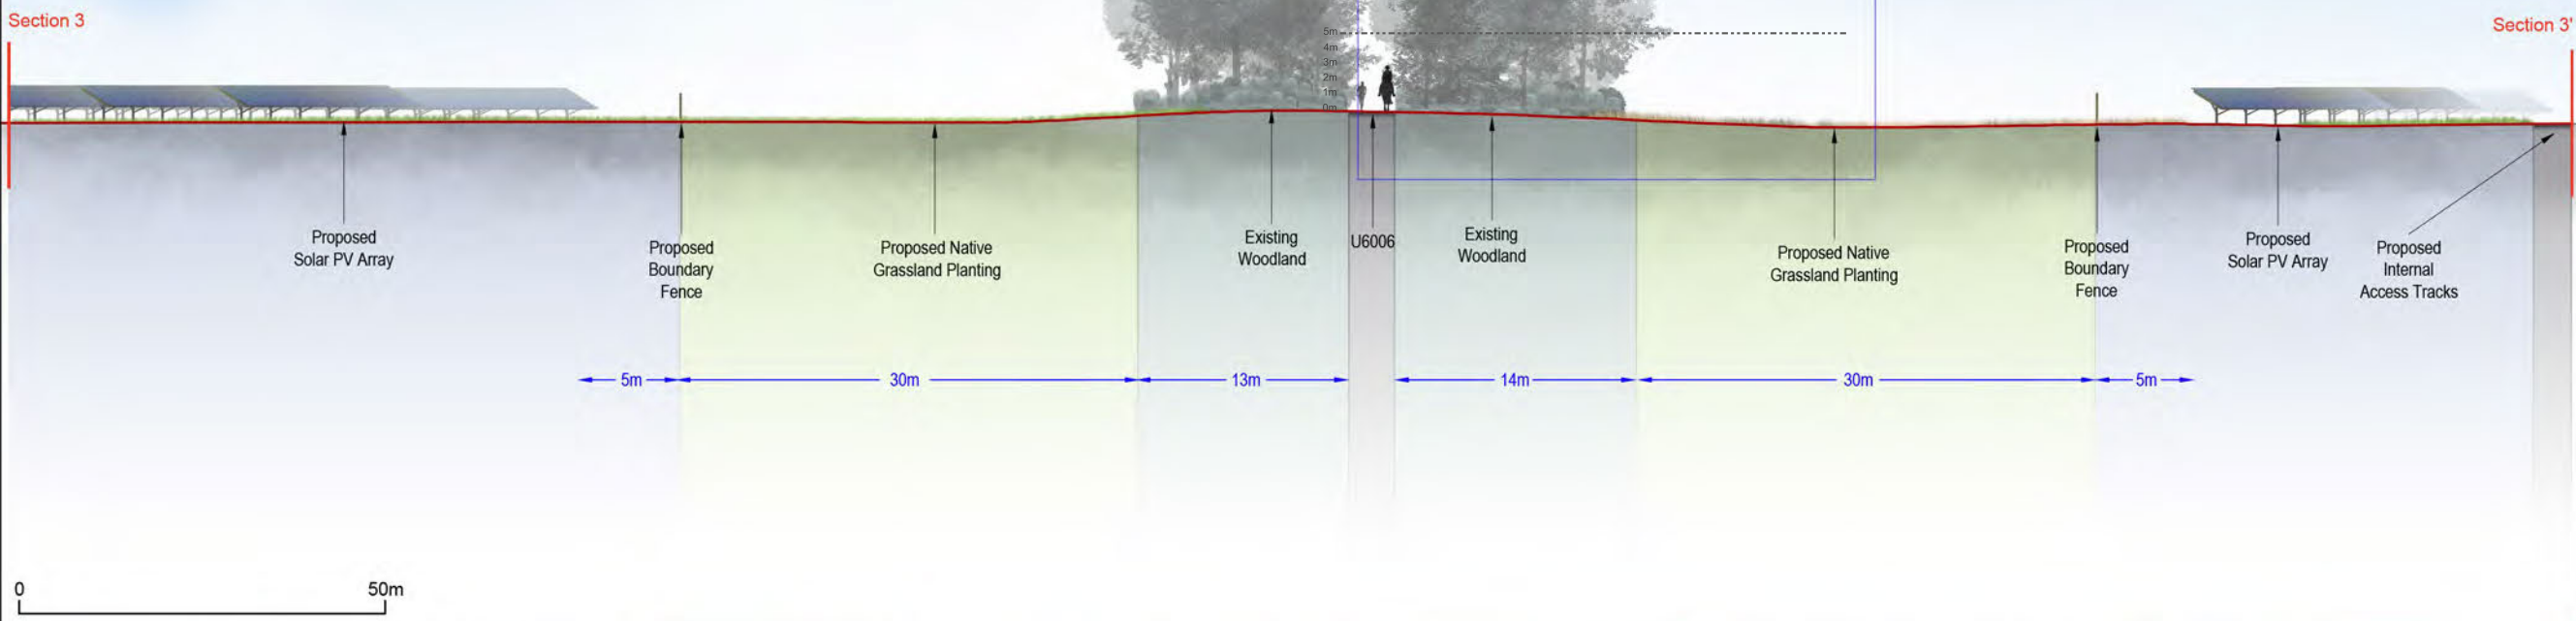 Section 3
Section 3'
5m
4m
3m
2m
1m
0m
Proposed
Solar PV Array
Proposed
Boundary
Fence
Proposed Native
Grassland Planting
Existing
Woodland
U6006
Existing
Woodland
Proposed Native
Grassland Planting
Proposed
Boundary
Fence
Proposed
Solar PV Array
Proposed
Internal
Access Tracks
5m
30m
13m
14m
30m
5m
0
50m